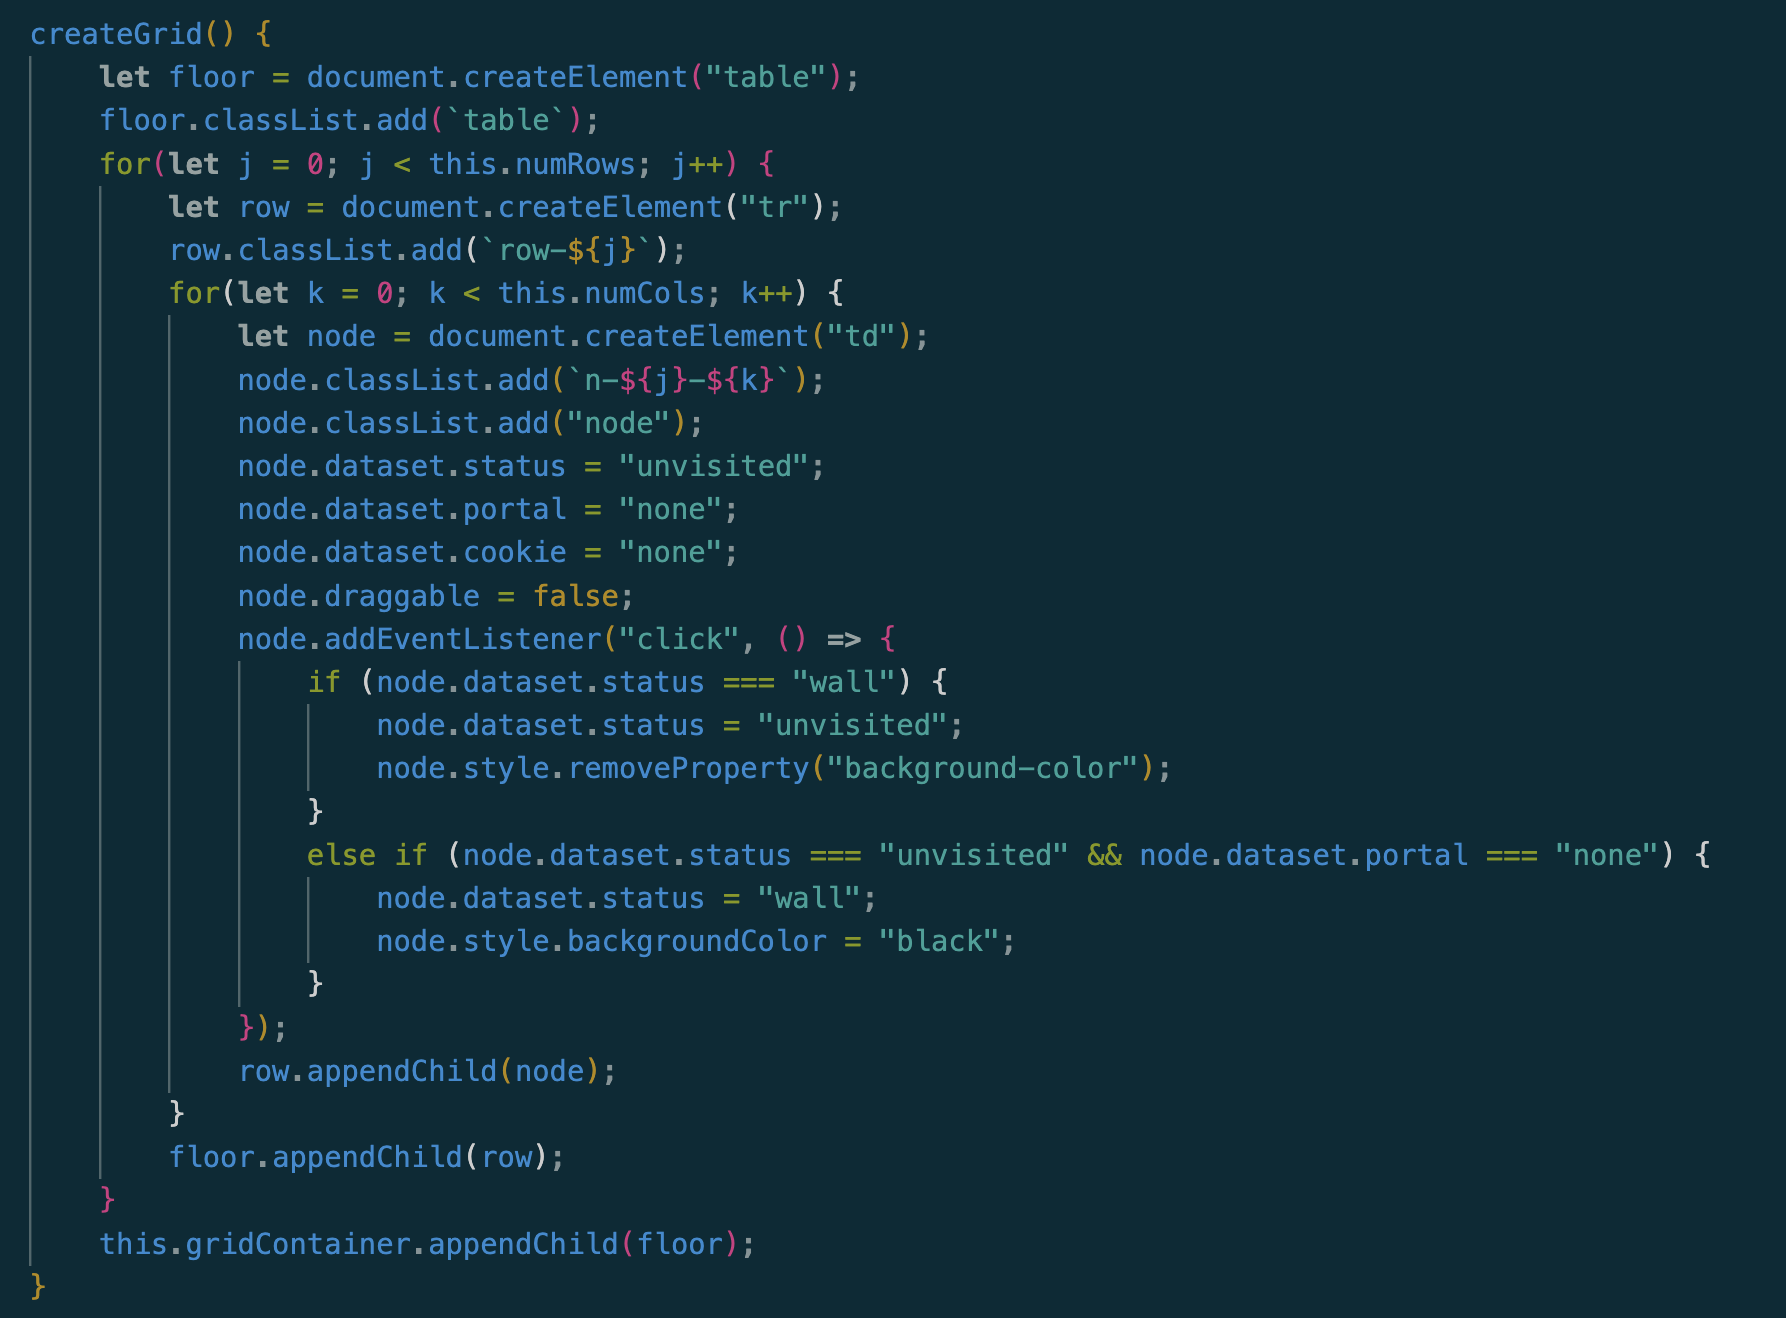 createGrid() {
    let floor = document.createElement("table");
    floor.classList.add(`table`);
    for(let j = 0; j < this.numRows; j++) {
        let row = document.createElement("tr");
        row.classList.add(`row-${j}`);
        for(let k = 0; k < this.numCols; k++) {
            let node = document.createElement("td");
            node.classList.add(`n-${j}-${k}`);
            node.classList.add("node");
            node.dataset.status = "unvisited";
            node.dataset.portal = "none";
            node.dataset.cookie = "none";
            node.draggable = false;
            node.addEventListener("click", () => {
                if (node.dataset.status === "wall") {
                    node.dataset.status = "unvisited";
                    node.style.removeProperty("background-color");
                }
                else if (node.dataset.status === "unvisited" && node.dataset.portal === "none") {
                    node.dataset.status = "wall";
                    node.style.backgroundColor = "black";
                }
            });
            row.appendChild(node);
        }
        floor.appendChild(row);
    }
    this.gridContainer.appendChild(floor);
}